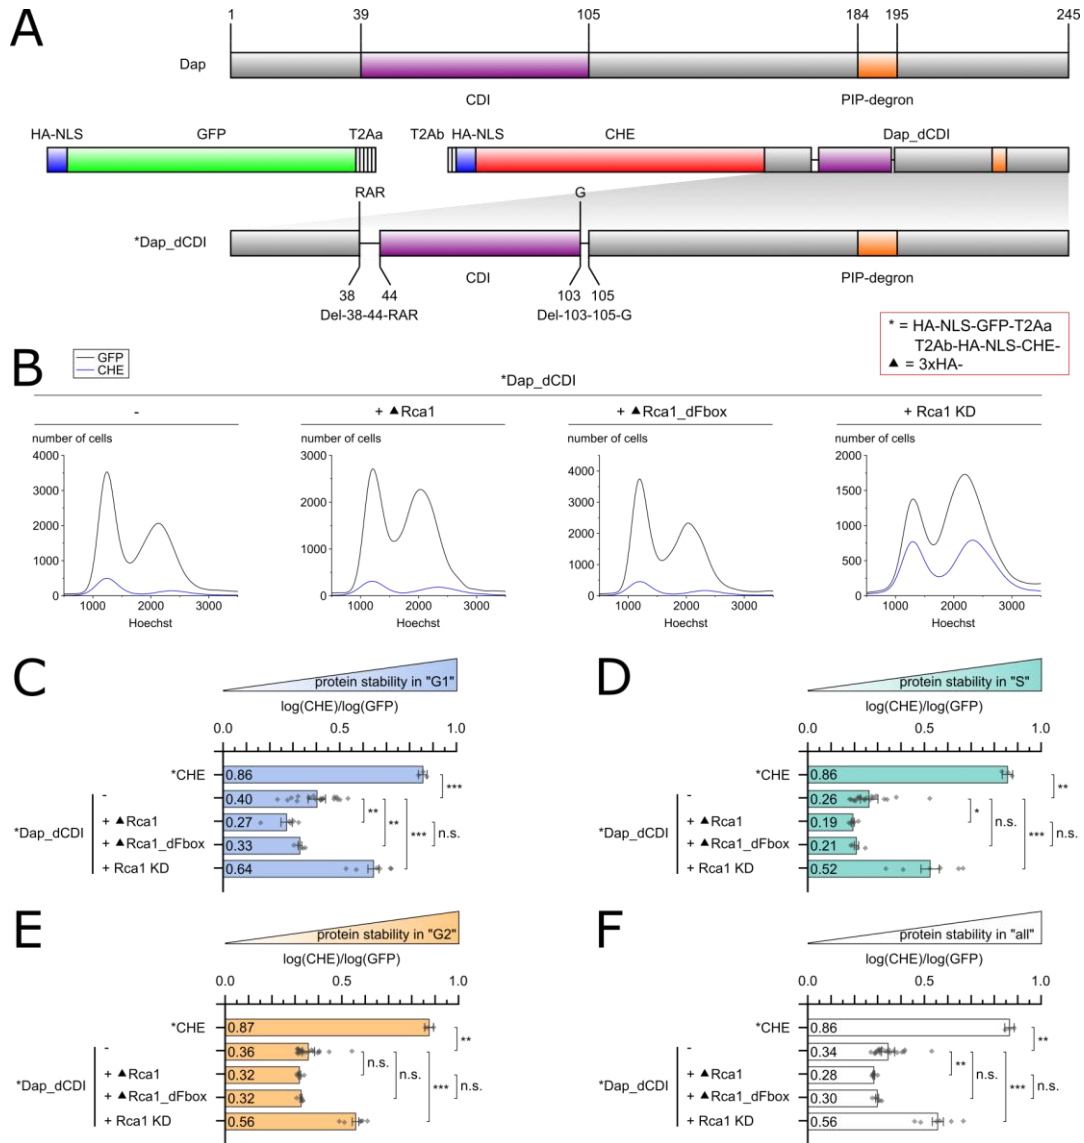 A
1 39 105 184 195 245
Dap
CDI PIP-degron
HA-NLS GFP T2Aa T2Ab HA-NLS CHE Dap_dCDI
RAR G
*Dap_dCDI
CDI PIP-degron
38 44 103 105
Del-38-44-RAR Del-103-105-G
* = HA-NLS-GFP-T2Aa
T2Ab-HA-NLS-CHE-
▲ = 3xHA-
B
GFP
CHE
*Dap_dCDI
- + ▲Rca1 + ▲Rca1_dFbox + Rca1 KD
number of cells number of cells number of cells number of cells
4000 3000 2000 1000 0
1000 2000 3000
Hoechst
3000 2000 1000 0
1000 2000 3000
Hoechst
4000 3000 2000 1000 0
1000 2000 3000
Hoechst
2000 1500 1000 500 0
1000 2000 3000
Hoechst
C
protein stability in "G1"
log(CHE)/log(GFP)
0.0 0.5 1.0
*CHE 0.86
***
- 0.40
+ ▲Rca1 0.27
+ ▲Rca1_dFbox 0.33
+ Rca1 KD 0.64
*Dap_dCDI
** ** *** n.s.
D
protein stability in "S"
log(CHE)/log(GFP)
0.0 0.5 1.0
*CHE 0.86
**
- 0.26
+ ▲Rca1 0.19
+ ▲Rca1_dFbox 0.21
+ Rca1 KD 0.52
*Dap_dCDI
* n.s. *** n.s.
E
protein stability in "G2"
log(CHE)/log(GFP)
0.0 0.5 1.0
*CHE 0.87
**
- 0.36
+ ▲Rca1 0.32
+ ▲Rca1_dFbox 0.32
+ Rca1 KD 0.56
*Dap_dCDI
n.s. n.s. *** n.s.
F
protein stability in "all"
log(CHE)/log(GFP)
0.0 0.5 1.0
*CHE 0.86
**
- 0.34
+ ▲Rca1 0.28
+ ▲Rca1_dFbox 0.30
+ Rca1 KD 0.56
*Dap_dCDI
** n.s. *** n.s.